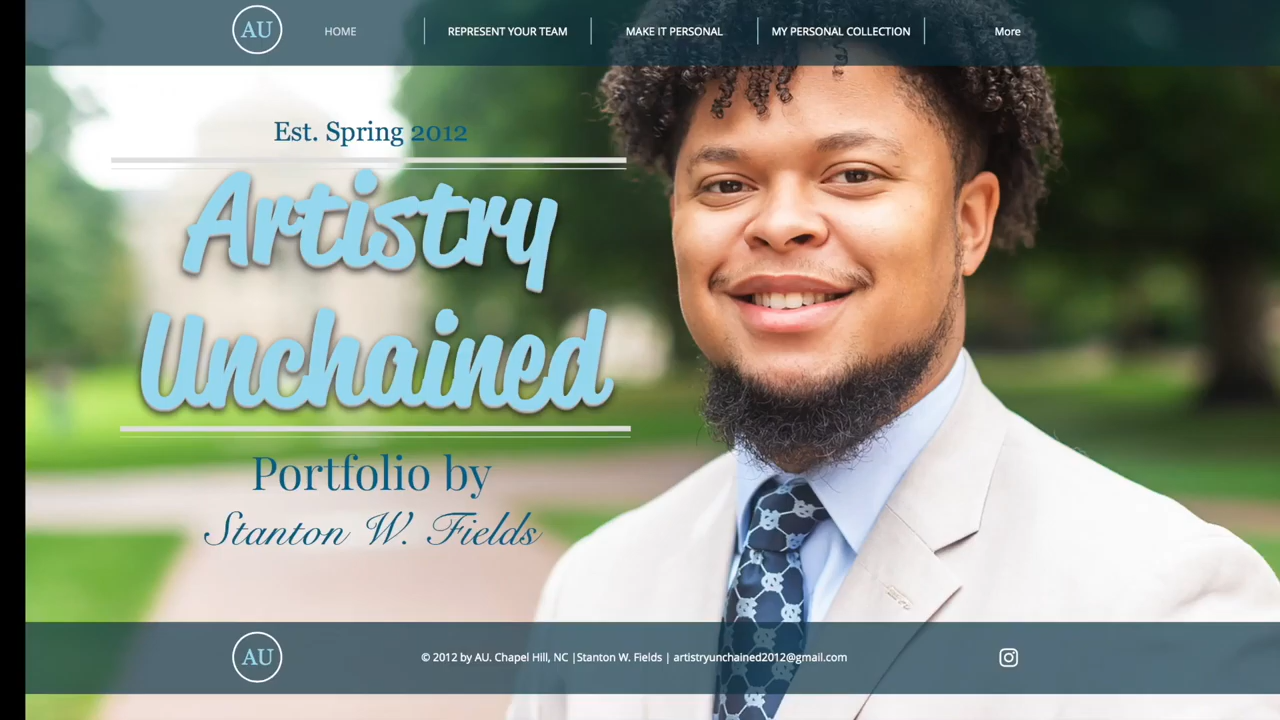 AU
HOME
REPRESENT YOUR TEAM
MAKE IT PERSONAL
MY PERSONAL COLLECTION
More
Est. Spring 2012
Artistry
Unchained
Portfolio by
Stanton W. Fields
AU
© 2012 by AU. Chapel Hill, NC |Stanton W. Fields | artistryunchained2012@gmail.com